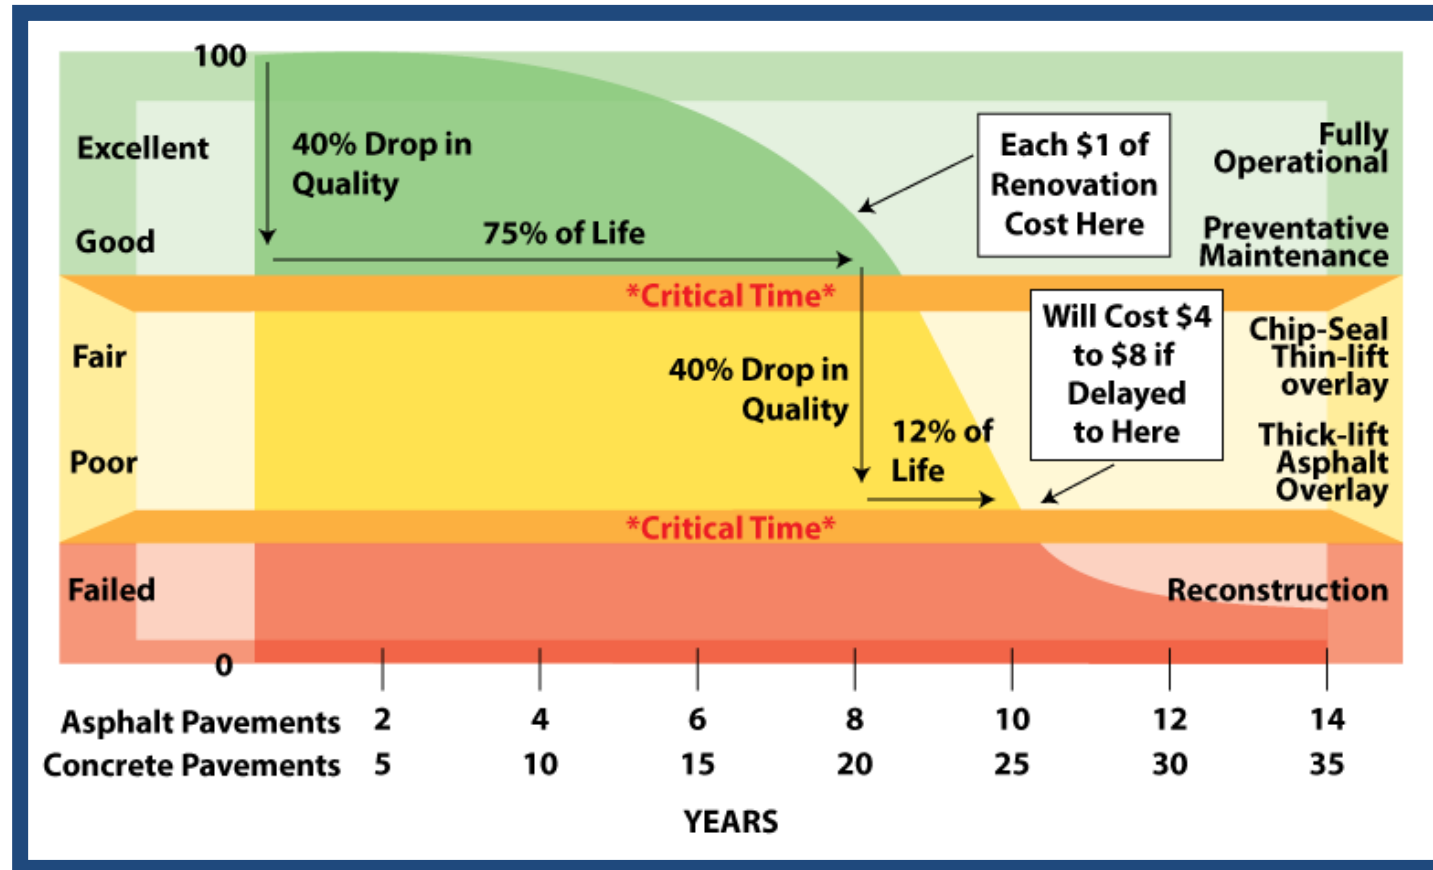 100
Excellent
Good
40% Drop in
Quality
75% of Life
Each $1 of
Renovation
Cost Here
Fully
Operational
Preventative
Maintenance
*Critical Time*
Fair
Poor
40% Drop in
Quality
12% of
Life
Will Cost $4
to $8 if
Delayed
to Here
Chip-Seal
Thin-lift
overlay
Thick-lift
Asphalt
Overlay
*Critical Time*
Failed
Reconstruction
0
Asphalt Pavements 2 4 6 8 10 12 14
Concrete Pavements 5 10 15 20 25 30 35
YEARS